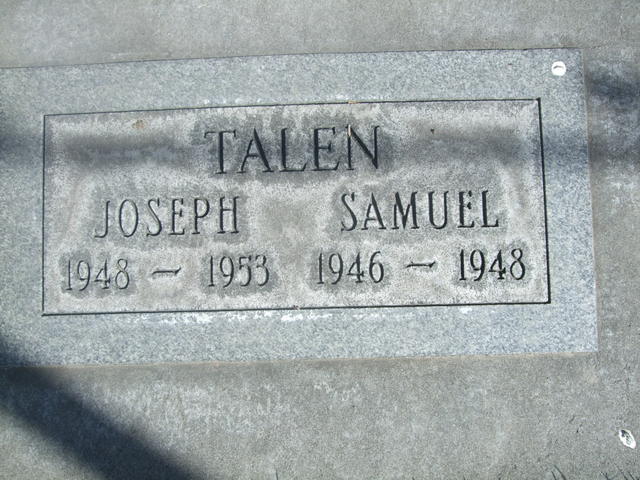 TALEN
JOSEPH SAMUEL
1948 – 1953 1946 – 1948